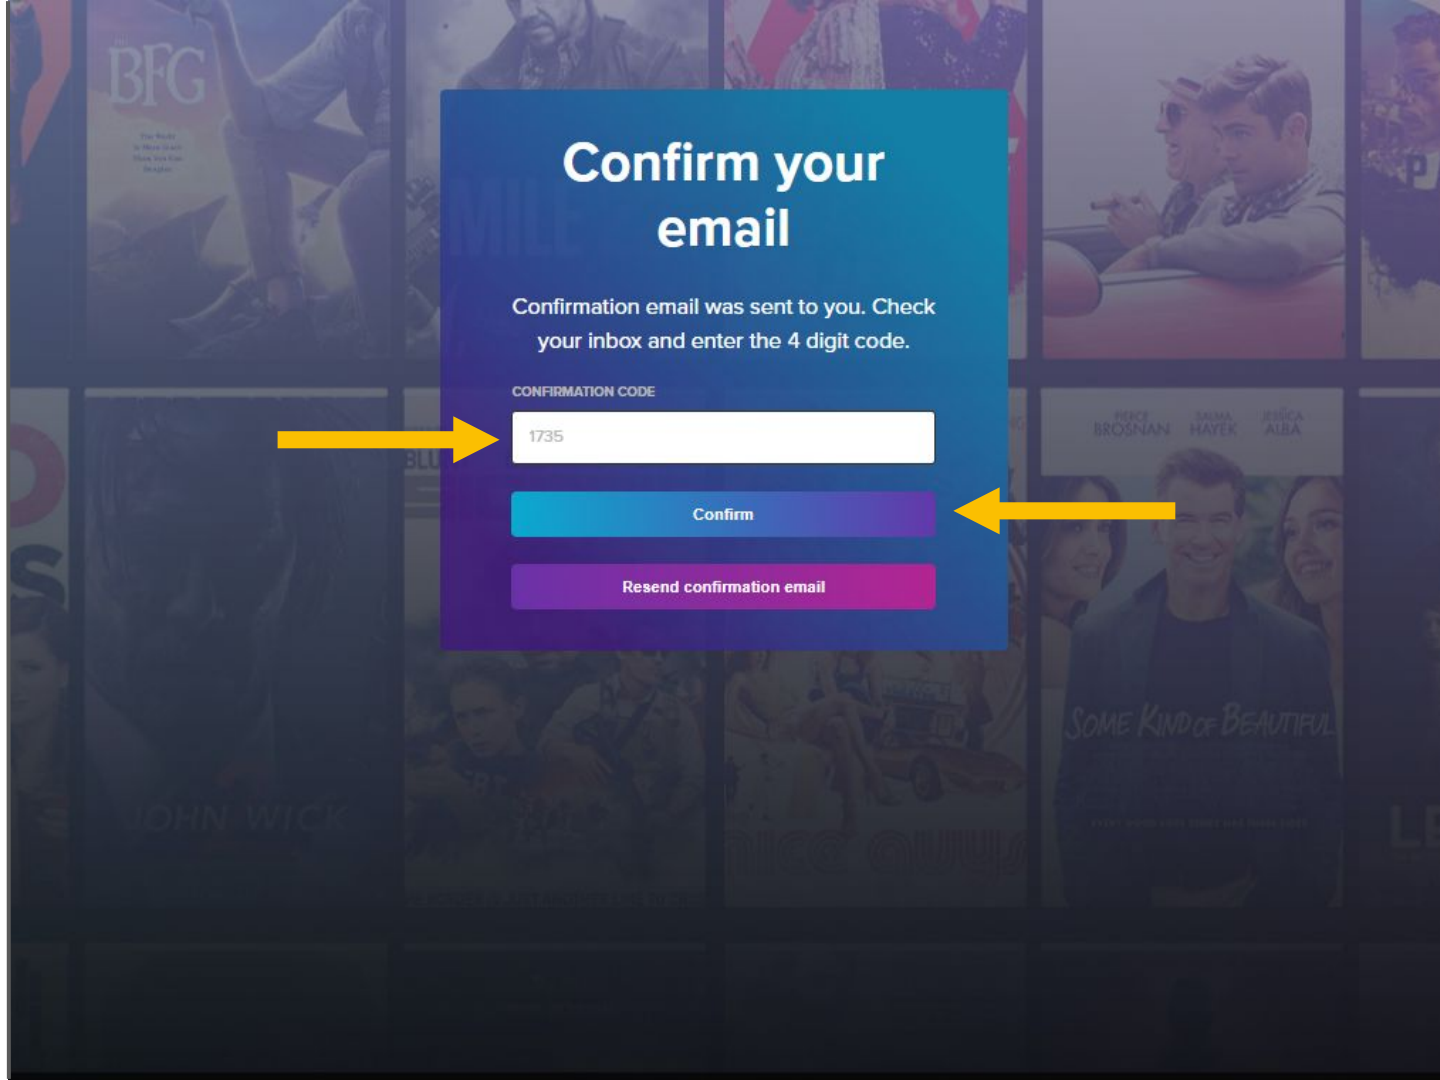 BFG
Confirm your
email
Confirmation email was sent to you. Check
your inbox and enter the 4 digit code.
CONFIRMATION CODE
1735
Confirm
Resend confirmation email
MILE
PIERCE BROSNAN
SALMA HAYEK
JESSICA ALBA
BLU
SOME KIND OF BEAUTIFUL
JOHN WICK